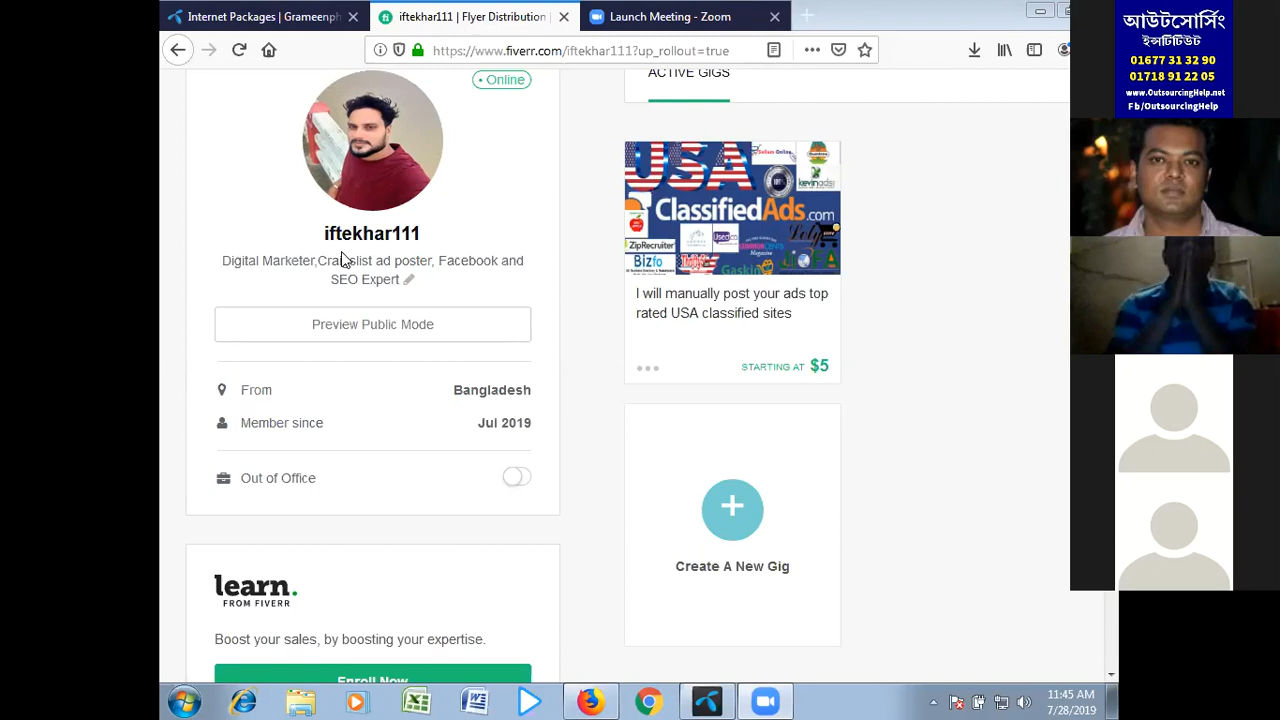 Internet Packages | Grameenph
iftekhar111 | Flyer Distribution
Launch Meeting - Zoom
https://www.fiverr.com/iftekhar111?up_rollout=true
আউটসোর্সিং
ইন্সটিটিউট
01677 31 32 90
01718 91 22 05
www.OutsourcingHelp.net
Fb/OutsourcingHelp
Online
ACTIVE GIGS
iftekhar111
Digital Marketer,Craigslist ad poster, Facebook and
SEO Expert
Preview Public Mode
From Bangladesh
Member since Jul 2019
Out of Office
USA
ClassifiedAds.com
kevinads
ZipRecruiter
Bizfo
Gaskin
I will manually post your ads top
rated USA classified sites
STARTING AT $5
Create A New Gig
learn.
FROM FIVERR
Boost your sales, by boosting your expertise.
Enroll Now
11:45 AM
7/28/2019